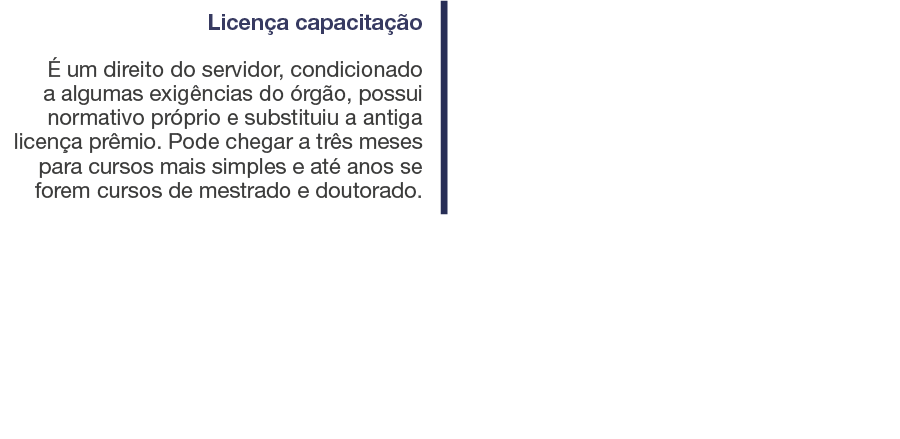 Licença capacitação
É um direito do servidor, condicionado
a algumas exigências do órgão, possui
normativo próprio e substituiu a antiga
licença prêmio. Pode chegar a três meses
para cursos mais simples e até anos se
forem cursos de mestrado e doutorado.